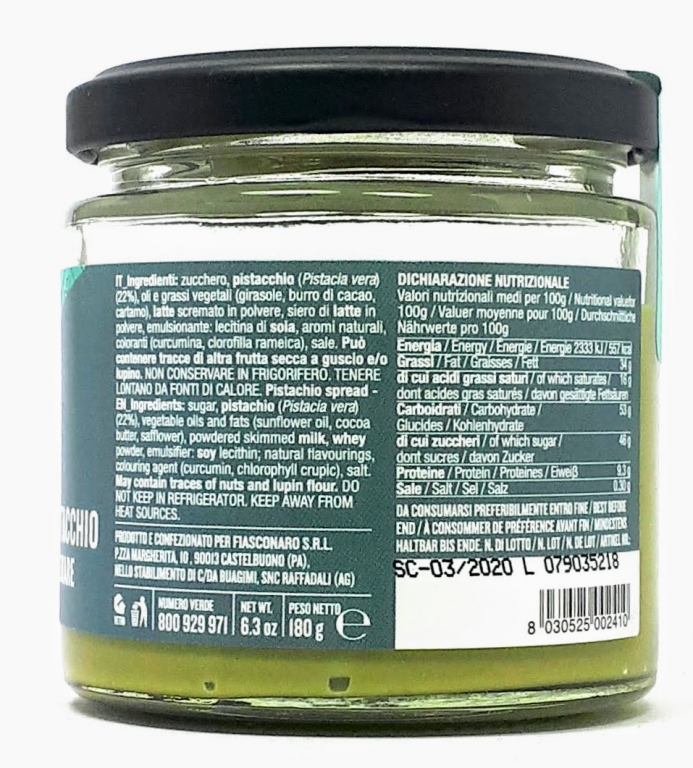 IT_Ingredienti: zucchero, pistacchio (Pistacia vera)
(22%), oli e grassi vegetali (girasole, burro di cacao,
cartamo), latte scremato in polvere, siero di latte in
polvere, emulsionante: lecitina di soia, aromi naturali,
coloranti (curcumina, clorofilla rameica), sale. Può
contenere tracce di altra frutta secca a guscio e/o
lupino. NON CONSERVARE IN FRIGORIFERO. TENERE
LONTANO DA FONTI DI CALORE. Pistachio spread -
EN_Ingredients: sugar, pistachio (Pistacia vera)
(22%), vegetable oils and fats (sunflower oil, cocoa
butter, safflower), powdered skimmed milk, whey
powder, emulsifier: soy lecithin; natural flavourings,
colouring agent (curcumin, chlorophyll crupic), salt.
May contain traces of nuts and lupin flour. DO
NOT KEEP IN REFRIGERATOR. KEEP AWAY FROM
HEAT SOURCES.
PRODOTTO E CONFEZIONATO PER FIASCONARO S.R.L.
P.ZZA MARGHERITA, 10, 90013 CASTELBUONO (PA),
NELLO STABILIMENTO DI C/DA BUAGIMI, SNC RAFFADALI (AG)
NUMERO VERDE
800 929 971
NET WT.
6.3 oz
PESO NETTO
180 g e
DICHIARAZIONE NUTRIZIONALE
Valori nutrizionali medi per 100g / Nutritional value for
100g / Valuer moyenne pour 100g / Durchschnittliche
Nährwerte pro 100g
Energia / Energy / Energie / Energie 2333 kJ / 557 kcal
Grassi / Fat / Graisses / Fett 34 g
di cui acidi grassi saturi / of which saturates / 16 g
dont acides gras saturés / davon gesättigte Fettsäuren
Carboidrati / Carbohydrate / 53 g
Glucides / Kohlenhydrate
di cui zuccheri / of which sugar / 46 g
dont sucres / davon Zucker
Proteine / Protein / Proteines / Eiweiß 9.3 g
Sale / Salt / Sel / Salz 0.30 g
DA CONSUMARSI PREFERIBILMENTE ENTRO FINE / BEST BEFORE
END / À CONSOMMER DE PRÉFÉRENCE AVANT FIN / MINDESTENS
HALTBAR BIS ENDE. N. DI LOTTO / N. LOT / N. DE LOT / ARTIKEL NR.
SC-03/2020 L 079035218
8 030525 002410